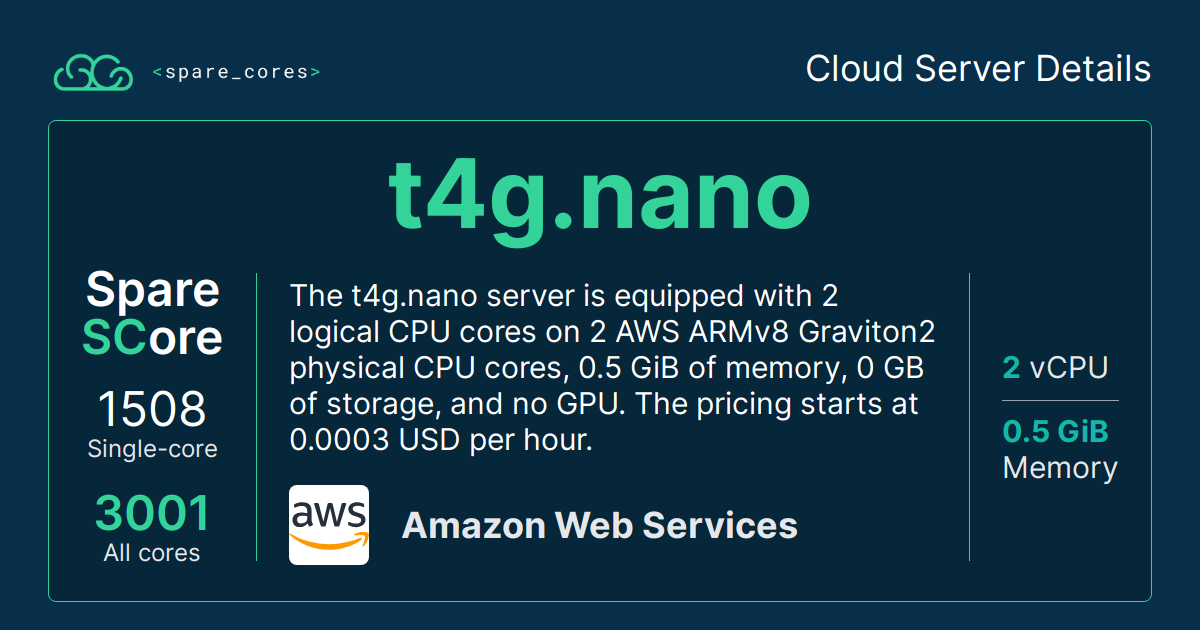 <spare_cores>
Cloud Server Details
t4g.nano
Spare
SCore
1508
Single-core
3001
All cores
The t4g.nano server is equipped with 2
logical CPU cores on 2 AWS ARMv8 Graviton2
physical CPU cores, 0.5 GiB of memory, 0 GB
of storage, and no GPU. The pricing starts at
0.0003 USD per hour.
aws
Amazon Web Services
2 vCPU
0.5 GiB
Memory